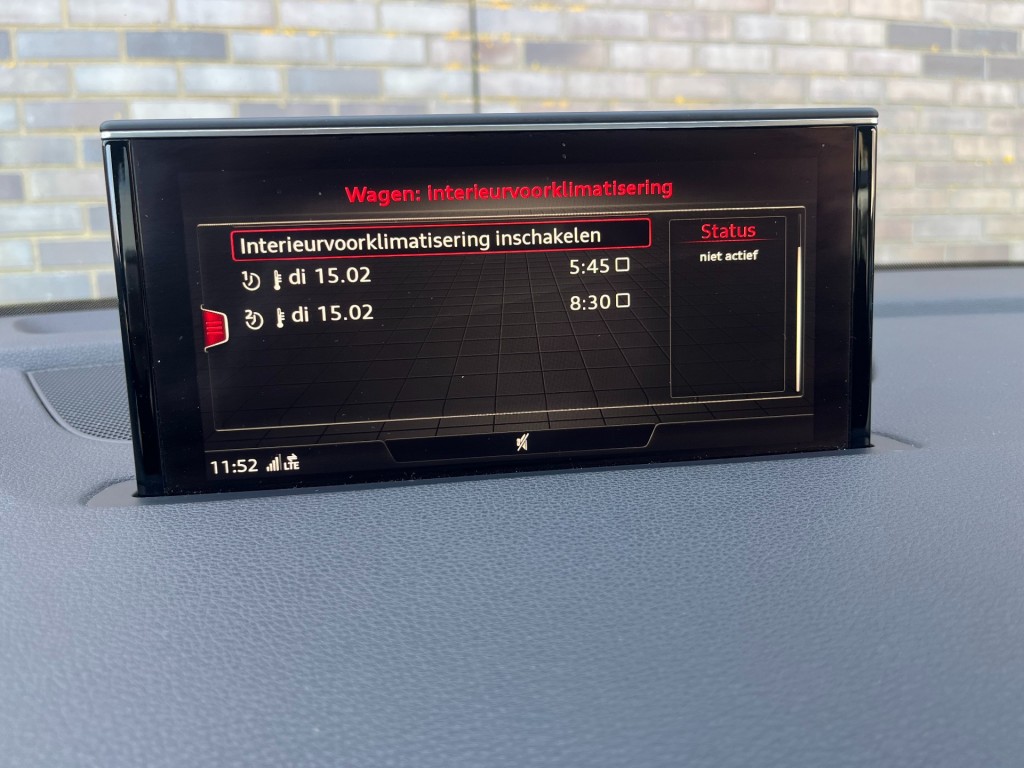 Wagen: interieurvoorklimatisering
Interieurvoorklimatisering inschakelen
1 di 15.02 5:45
2 di 15.02 8:30
Status
niet actief
11:52 LTE